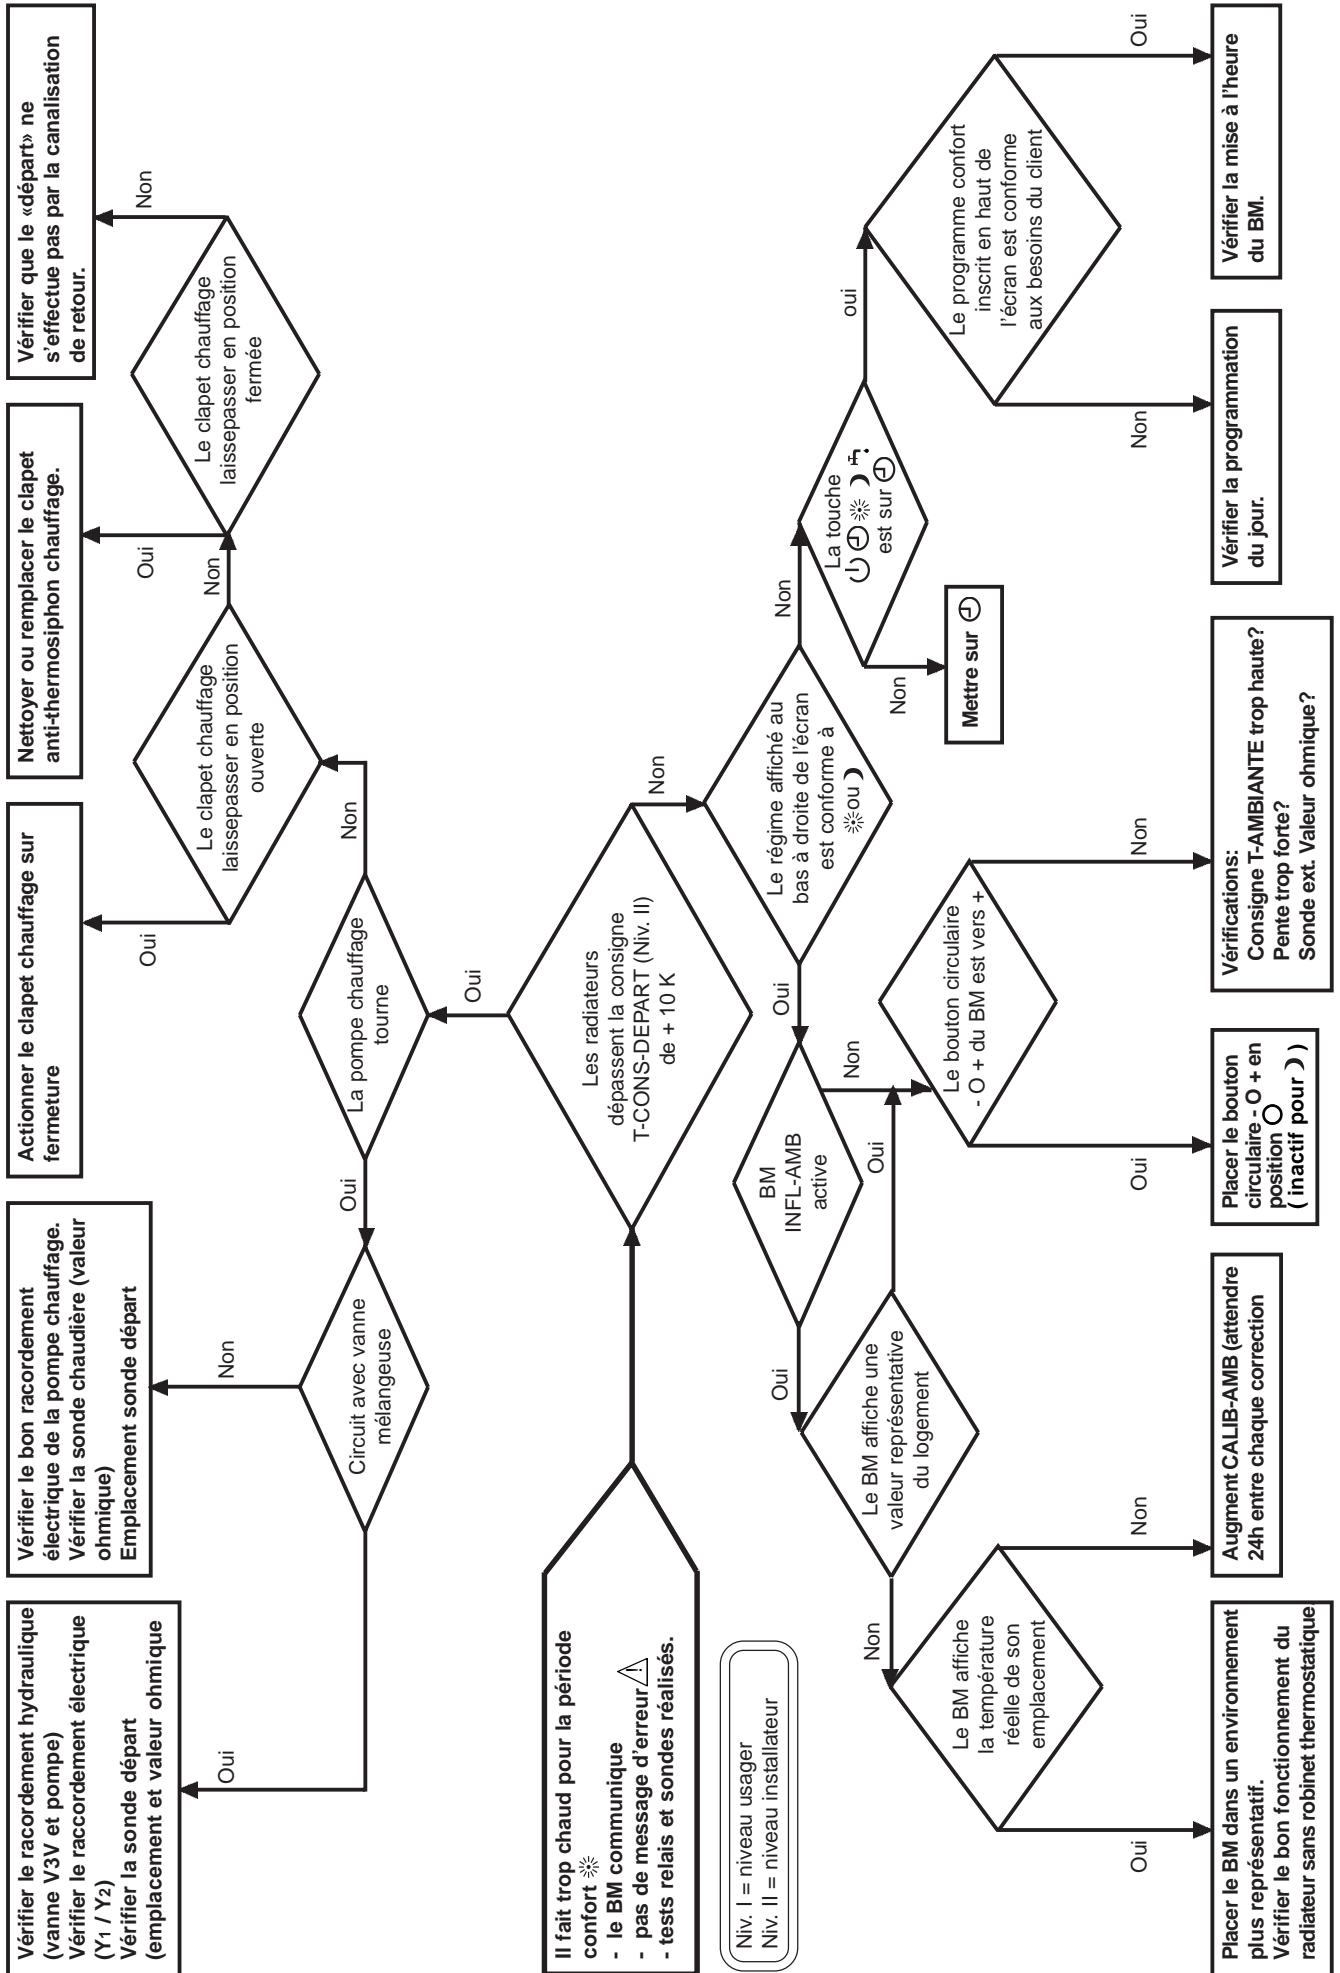 Vérifier le raccordement hydraulique
(vanne V3V et pompe)
Vérifier le raccordement électrique
(Y1 / Y2)
Vérifier la sonde départ
(emplacement et valeur ohmique)
Vérifier le bon racordement
électrique de la pompe chauffage.
Vérifier la sonde chaudière (valeur
ohmique)
Emplacement sonde départ
Actionner le clapet chauffage sur
fermeture
Nettoyer ou remplacer le clapet
anti-thermosiphon chauffage.
Vérifier que le «départ» ne
s'effectue pas par la canalisation
de retour.
Oui
Non
Oui
Oui
Non
Circuit avec vanne
mélangeuse
Oui
La pompe chauffage
tourne
Non
Le clapet chauffage
laissepasser en position
ouverte
Non
Le clapet chauffage
laissepasser en position
fermée
Oui
Il fait trop chaud pour la période
confort ☼
- le BM communique
- pas de message d'erreur ⚠
- tests relais et sondes réalisés.
Les radiateurs
dépassent la consigne
T-CONS-DEPART (Niv. II)
de + 10 K
Non
Niv. I = niveau usager
Niv. II = niveau installateur
Oui
BM
INFL-AMB
active
Oui
Le régime affiché au
bas à droite de l'écran
est conforme à
☼ou☽
Non
La touche
est sur
oui
Le programme confort
inscrit en haut de
l'écran est conforme
aux besoins du client
Non
Mettre sur
Non
Le BM affiche
la température
réelle de son
emplacement
Non
Le BM affiche une
valeur représentative
du logement
Oui
Non
Le bouton circulaire
- O + du BM est vers +
Oui
Non
Oui
Non
Non
Oui
Placer le BM dans un environnement
plus représentatif.
Vérifier le bon fonctionnement du
radiateur sans robinet thermostatique.
Augment CALIB-AMB (attendre
24h entre chaque correction
Placer le bouton
circulaire - O + en
position O
( inactif pour ☽ )
Vérifications:
Consigne T-AMBIANTE trop haute?
Pente trop forte?
Sonde ext. Valeur ohmique?
Vérifier la programmation
du jour.
Vérifier la mise à l'heure
du BM.